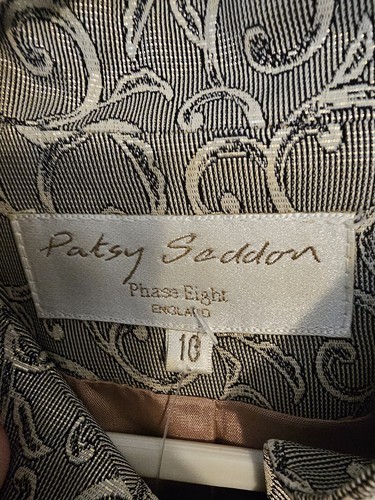 Patsy Seddon
Phase Eight
ENGLAND
10